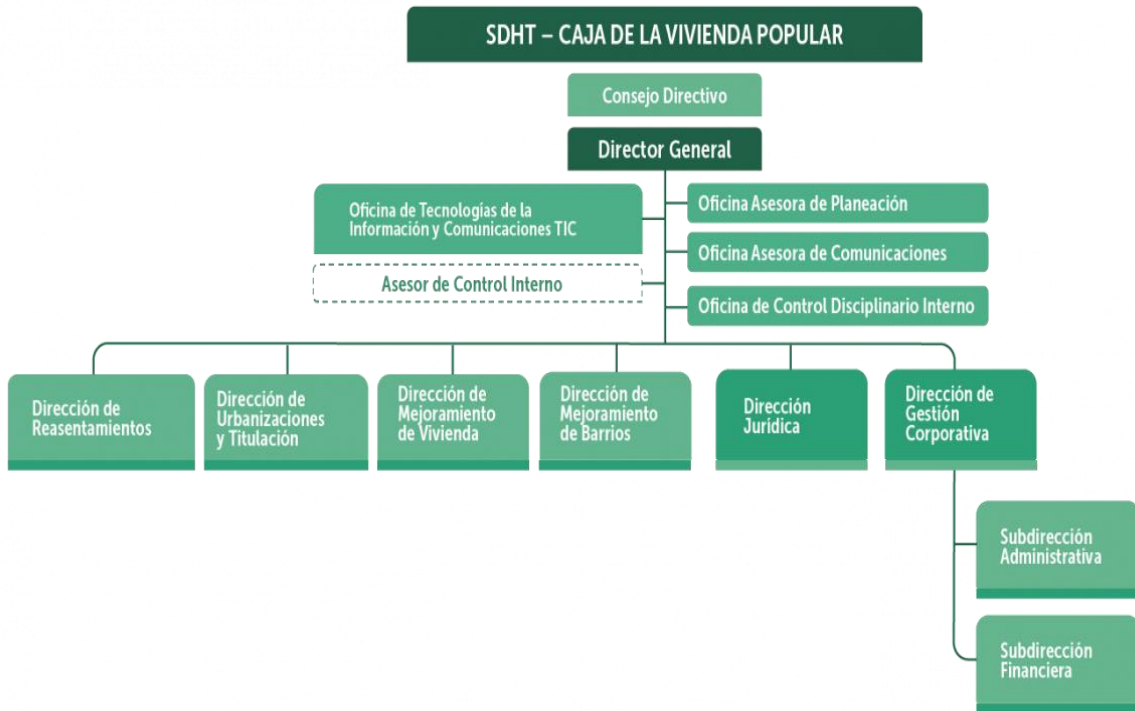 SDHT – CAJA DE LA VIVIENDA POPULAR
Consejo Directivo
Director General
Oficina de Tecnologías de la
Información y Comunicaciones TIC
Asesor de Control Interno
Oficina Asesora de Planeación
Oficina Asesora de Comunicaciones
Oficina de Control Disciplinario Interno
Dirección de
Reasentamientos
Dirección de
Urbanizaciones
y Titulación
Dirección de
Mejoramiento
de Vivienda
Dirección de
Mejoramiento
de Barrios
Dirección
Jurídica
Dirección de
Gestión
Corporativa
Subdirección
Administrativa
Subdirección
Financiera